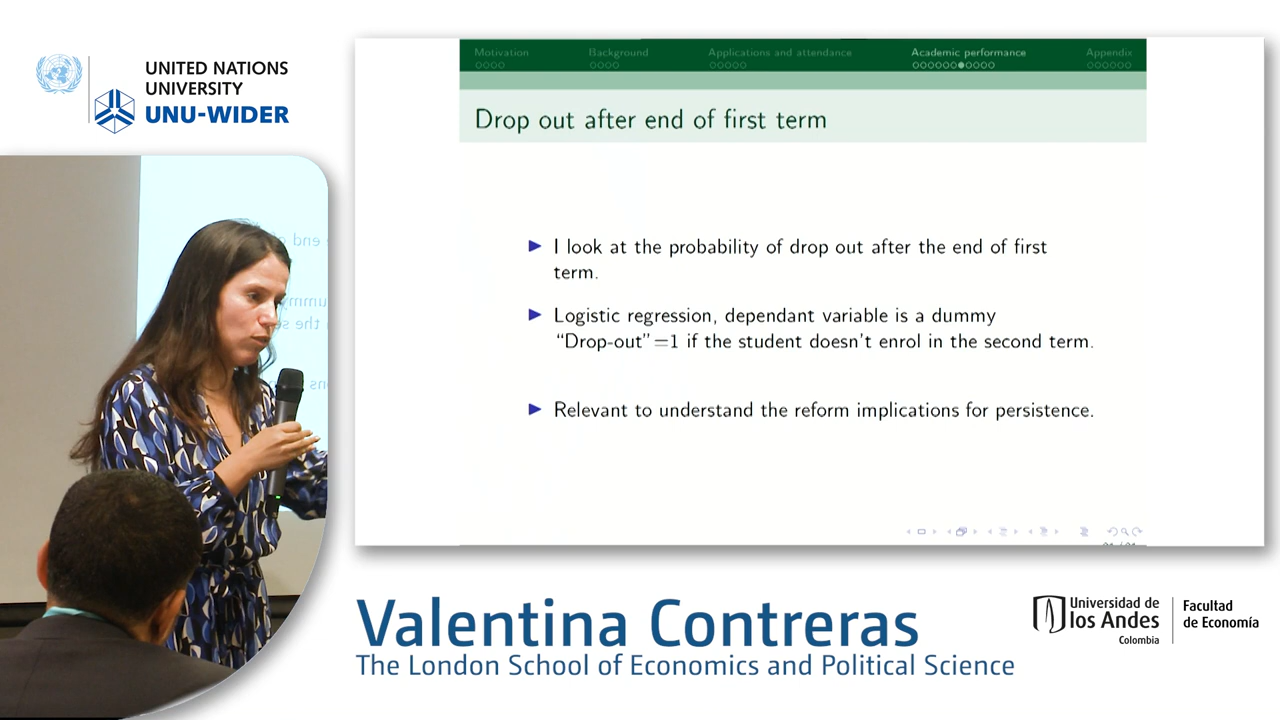 UNITED NATIONS
UNIVERSITY
UNU-WIDER
Motivation
Background
Applications and attendance
Academic performance
Appendix
Drop out after end of first term
I look at the probability of drop out after the end of first
term.
Logistic regression, dependant variable is a dummy
“Drop-out”=1 if the student doesn't enrol in the second term.
Relevant to understand the reform implications for persistence.
Valentina Contreras
The London School of Economics and Political Science
Universidad de
los Andes
Colombia
Facultad
de Economía